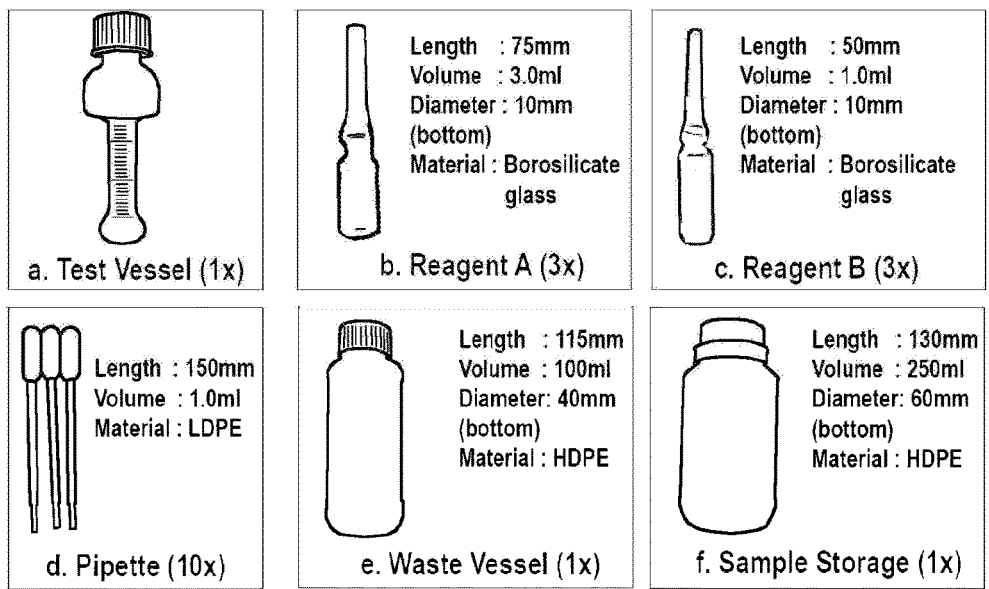 a. Test Vessel (1x)
Length : 75mm
Volume : 3.0ml
Diameter : 10mm
(bottom)
Material : Borosilicate
glass
b. Reagent A (3x)
Length : 50mm
Volume : 1.0ml
Diameter : 10mm
(bottom)
Material : Borosilicate
glass
c. Reagent B (3x)
Length : 150mm
Volume : 1.0ml
Material : LDPE
d. Pipette (10x)
Length : 115mm
Volume : 100ml
Diameter: 40mm
(bottom)
Material : HDPE
e. Waste Vessel (1x)
Length : 130mm
Volume : 250ml
Diameter: 60mm
(bottom)
Material : HDPE
f. Sample Storage (1x)